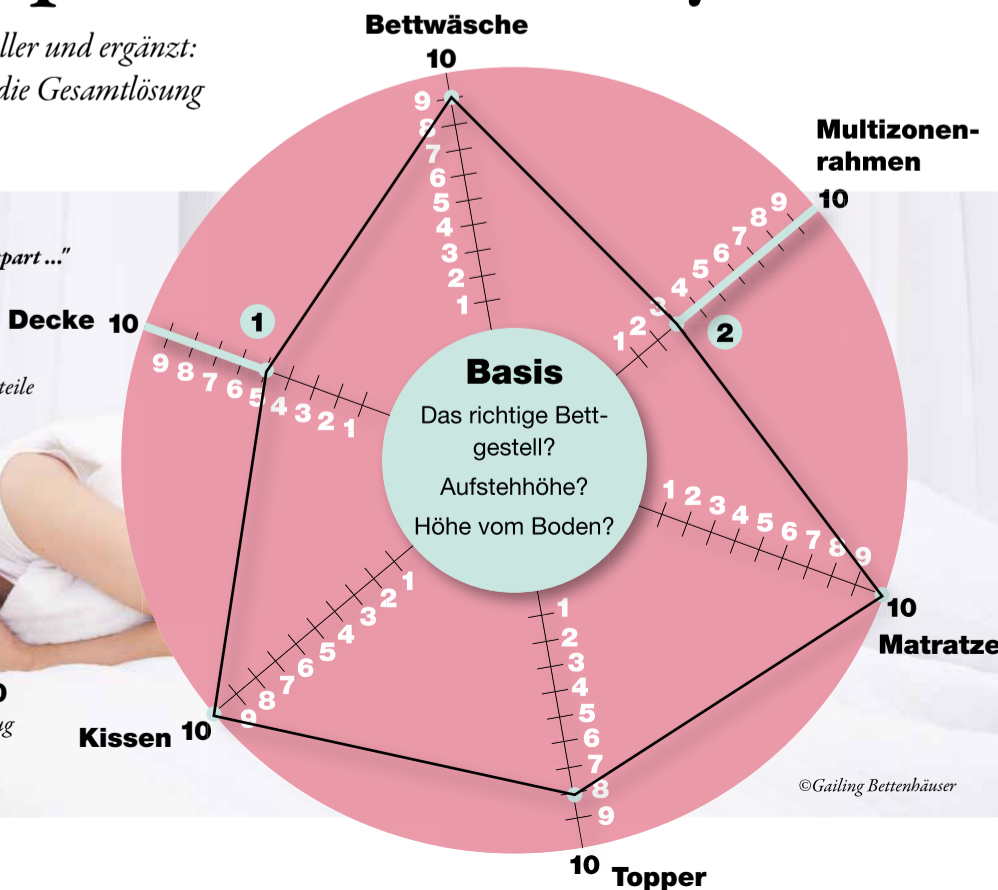 ller und ergänzt:
die Gesamtlösung
part ..."
teile
Bettwäsche
10
9
8
7
6
5
4
3
2
1
Multizonen-
rahmen
10
9
8
7
6
5
4
3
2
1
2
Decke 10
1
9 8 7 6 5 4 3 2 1
Basis
Das richtige Bett-
gestell?
Aufstehhöhe?
Höhe vom Boden?
1 2 3 4 5 6 7 8 9
10
Matratze
1
2
3
4
5
6
7
8
9
Kissen 10
1
2
3
4
5
6
7
8
9
10 Topper
©Gailing Bettenhäuser